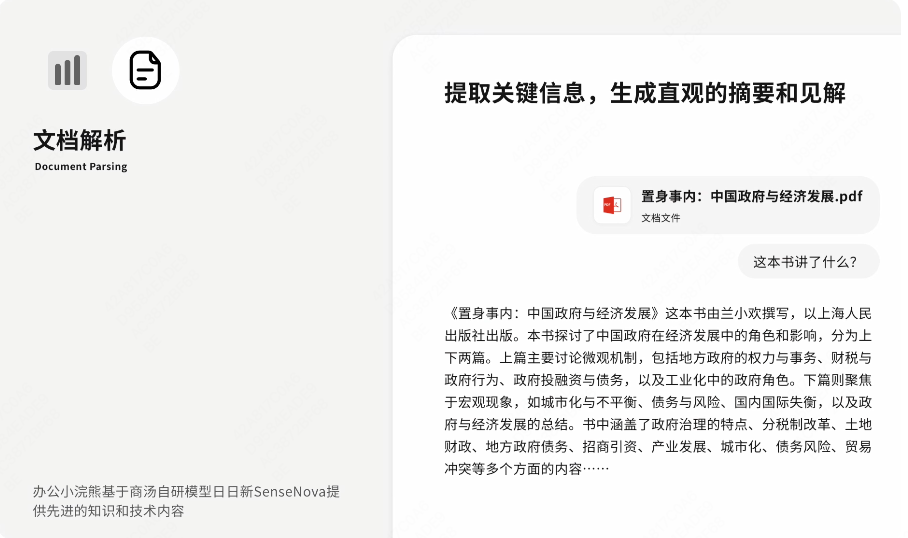 文档解析
Document Parsing
办公小浣熊基于商汤自研模型日日新SenseNova提
供先进的知识和技术内容
提取关键信息，生成直观的摘要和见解
置身事内：中国政府与经济发展.pdf
文档文件
这本书讲了什么？
《置身事内：中国政府与经济发展》这本书由兰小欢撰写，以上海人民
出版社出版。本书探讨了中国政府在经济发展中的角色和影响，分为上
下两篇。上篇主要讨论微观机制，包括地方政府的权力与事务、财税与
政府行为、政府投融资与债务，以及工业化中的政府角色。下篇则聚焦
于宏观现象，如城市化与不平衡、债务与风险、国内国际失衡，以及政
府与经济发展的总结。书中涵盖了政府治理的特点、分税制改革、土地
财政、地方政府债务、招商引资、产业发展、城市化、债务风险、贸易
冲突等多个方面的内容……